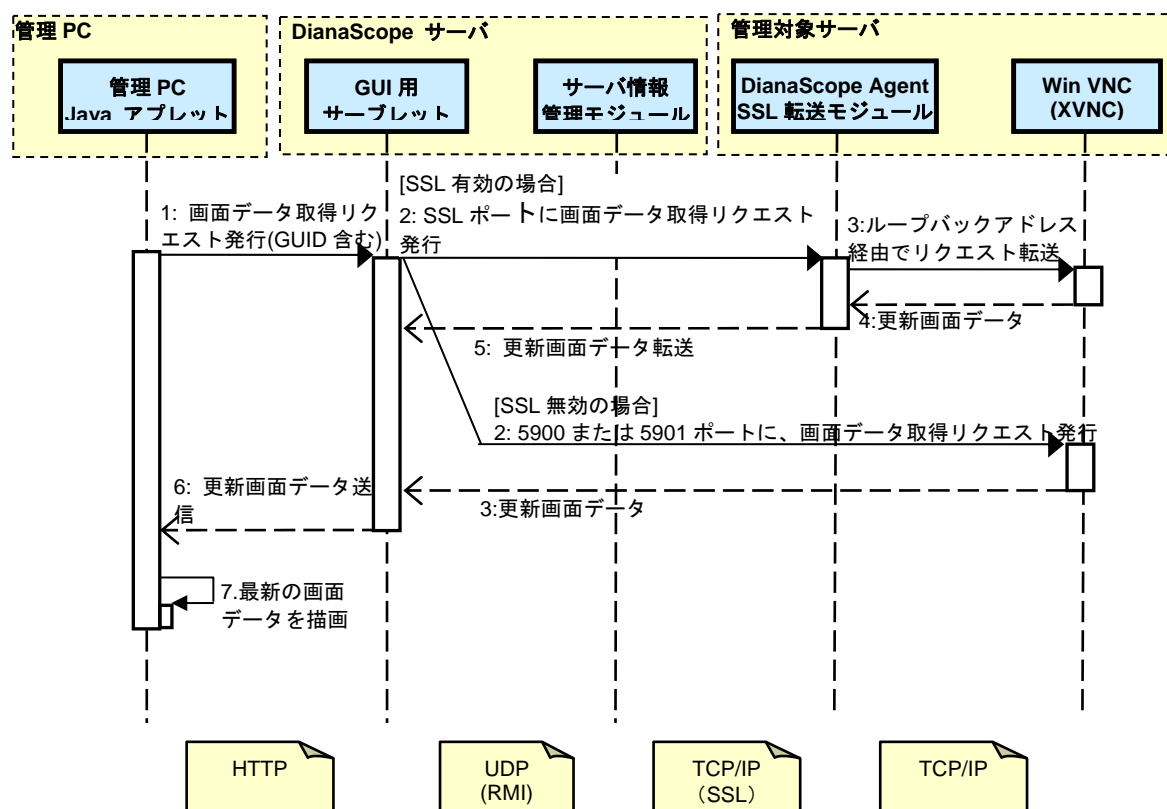 管理 PC
DianaScope サーバ
管理対象サーバ
管理 PC
Java アプレット
GUI 用
サーブレット
サーバ情報
管理モジュール
DianaScope Agent
SSL 転送モジュール
Win VNC
(XVNC)
[SSL 有効の場合]
1: 画面データ取得リク
エスト発行(GUID 含む)
2: SSL ポートに画面データ取得リクエスト
発行
3:ループバックアドレス
経由でリクエスト転送
4:更新画面データ
5: 更新画面データ転送
[SSL 無効の場合]
2: 5900 または 5901 ポートに、画面データ取得リクエスト発行
3:更新画面データ
6: 更新画面データ送
信
7.最新の画面
データを描画
HTTP
UDP
(RMI)
TCP/IP
（SSL）
TCP/IP